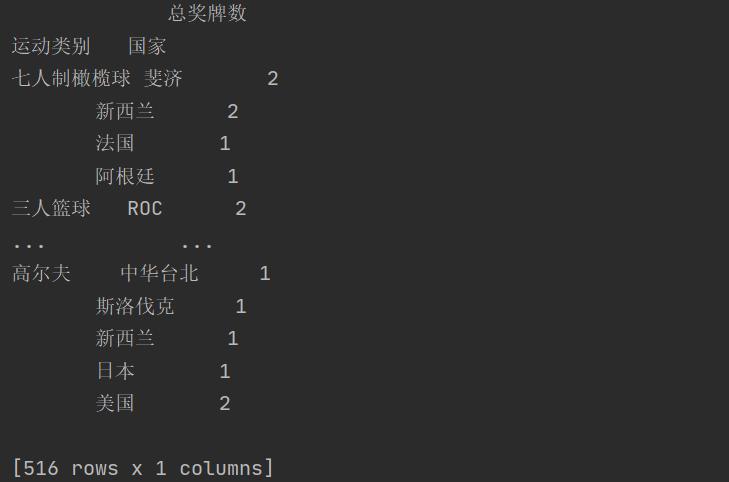 总奖牌数
运动类别 国家
七人制橄榄球 斐济 2
新西兰 2
法国 1
阿根廷 1
三人篮球 ROC 2
... ...
高尔夫 中华台北 1
斯洛伐克 1
新西兰 1
日本 1
美国 2
[516 rows x 1 columns]